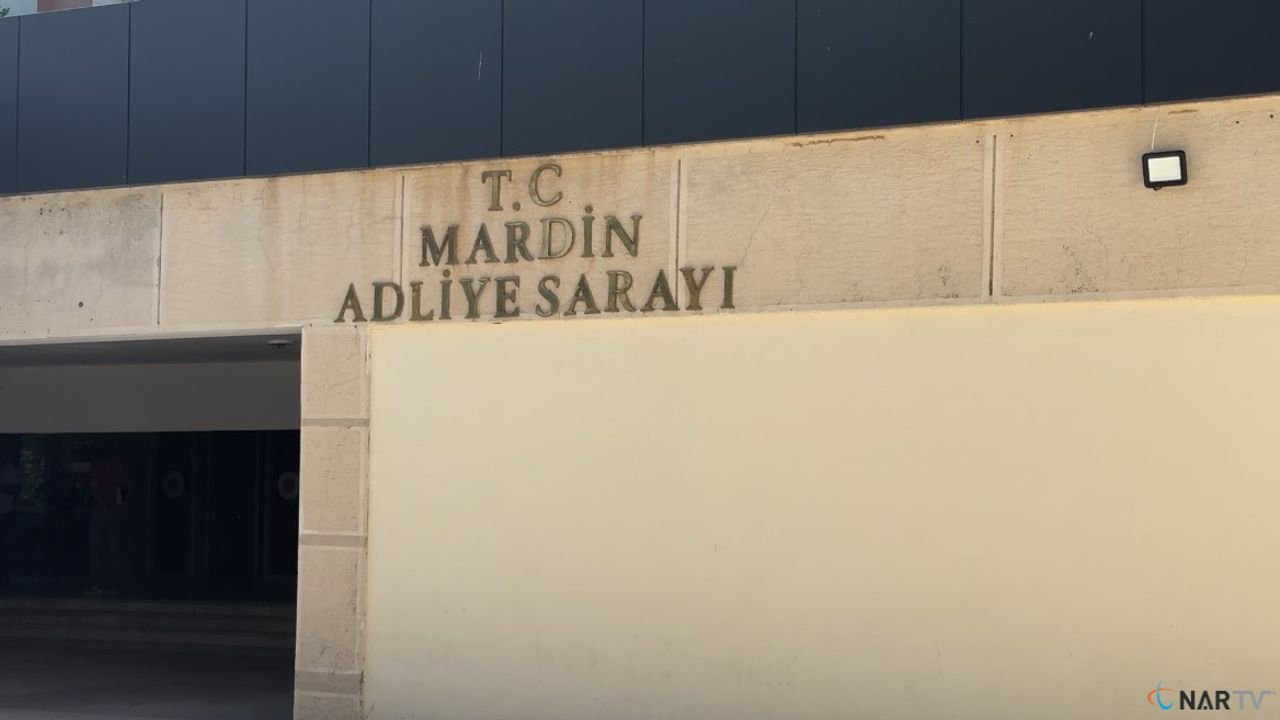 T.C
MARDİN
ADLİYE SARAYI
NARTV